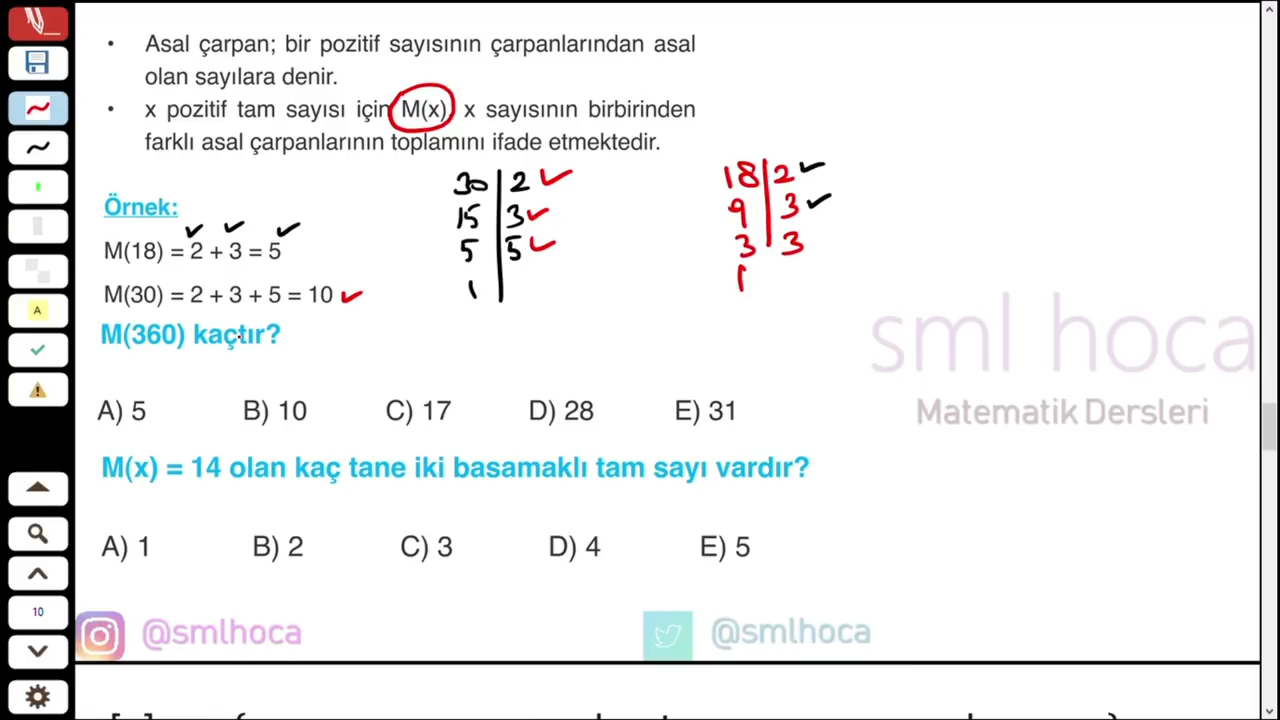 • Asal çarpan; bir pozitif sayısının çarpanlarından asal
olan sayılara denir.
• x pozitif tam sayısı için M(x) x sayısının birbirinden
farklı asal çarpanlarının toplamını ifade etmektedir.
30 | 2
15 | 3
5 | 5
1
18 | 2
9 | 3
3 | 3
1
Örnek:
M(18) = 2 + 3 = 5
M(30) = 2 + 3 + 5 = 10
M(360) kaçtır?
A) 5 B) 10 C) 17 D) 28 E) 31
M(x) = 14 olan kaç tane iki basamaklı tam sayı vardır?
A) 1 B) 2 C) 3 D) 4 E) 5
sml hoca
Matematik Dersleri
@smlhoca @smlhoca
A
10